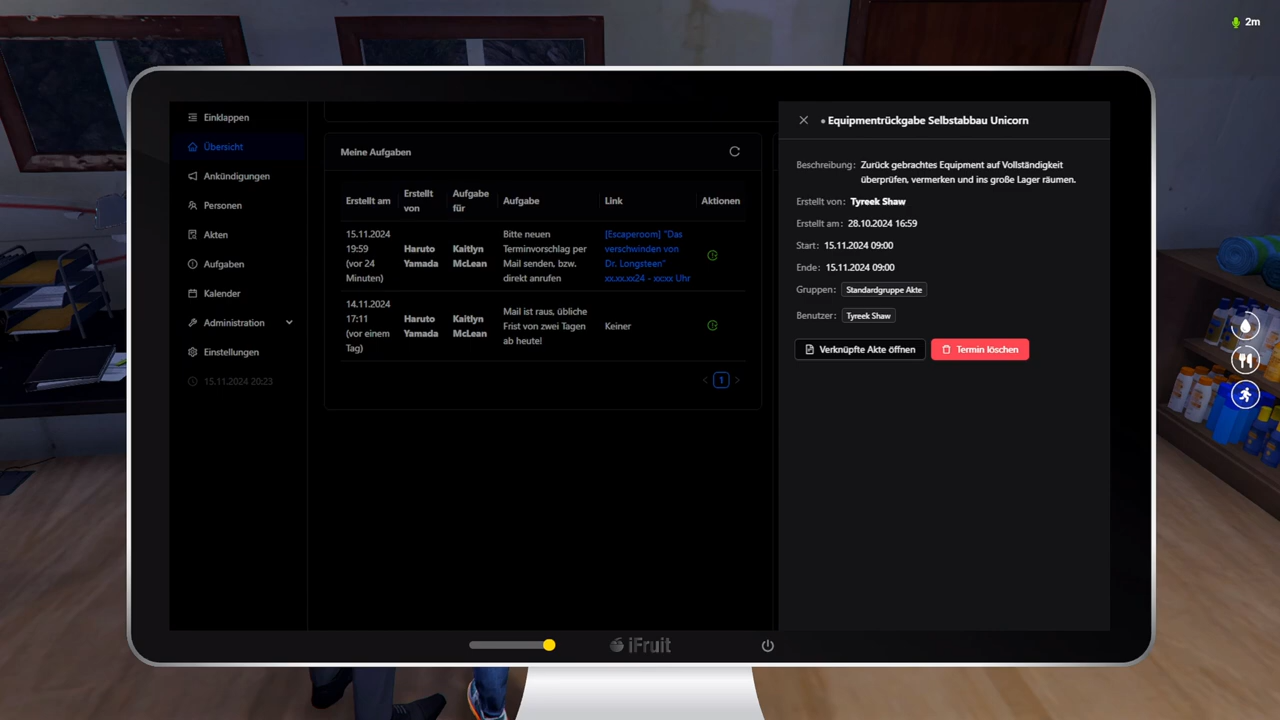 2m
Einklappen
Übersicht
Ankündigungen
Personen
Akten
Aufgaben
Kalender
Administration
Einstellungen
15.11.2024 20:23
Meine Aufgaben
Erstellt am
Erstellt
von
Aufgabe
für
Aufgabe
Link
Aktionen
15.11.2024
19:59
(vor 24
Minuten)
Haruto
Yamada
Kaitlyn
McLean
Bitte neuen
Terminvorschlag per
Mail senden, bzw.
direkt anrufen
[Escaperoom] "Das
verschwinden von
Dr. Longsteen"
xx.xx.xx24 - xx:xx Uhr
14.11.2024
17:11
(vor einem
Tag)
Haruto
Yamada
Kaitlyn
McLean
Mail ist raus, übliche
Frist von zwei Tagen
ab heute!
Keiner
1
Equipmentrückgabe Selbstabbau Unicorn
Beschreibung: Zurück gebrachtes Equipment auf Vollständigkeit
überprüfen, vermerken und ins große Lager räumen.
Erstellt von: Tyreek Shaw
Erstellt am: 28.10.2024 16:59
Start: 15.11.2024 09:00
Ende: 15.11.2024 09:00
Gruppen: Standardgruppe Akte
Benutzer: Tyreek Shaw
Verknüpfte Akte öffnen
Termin löschen
iFruit